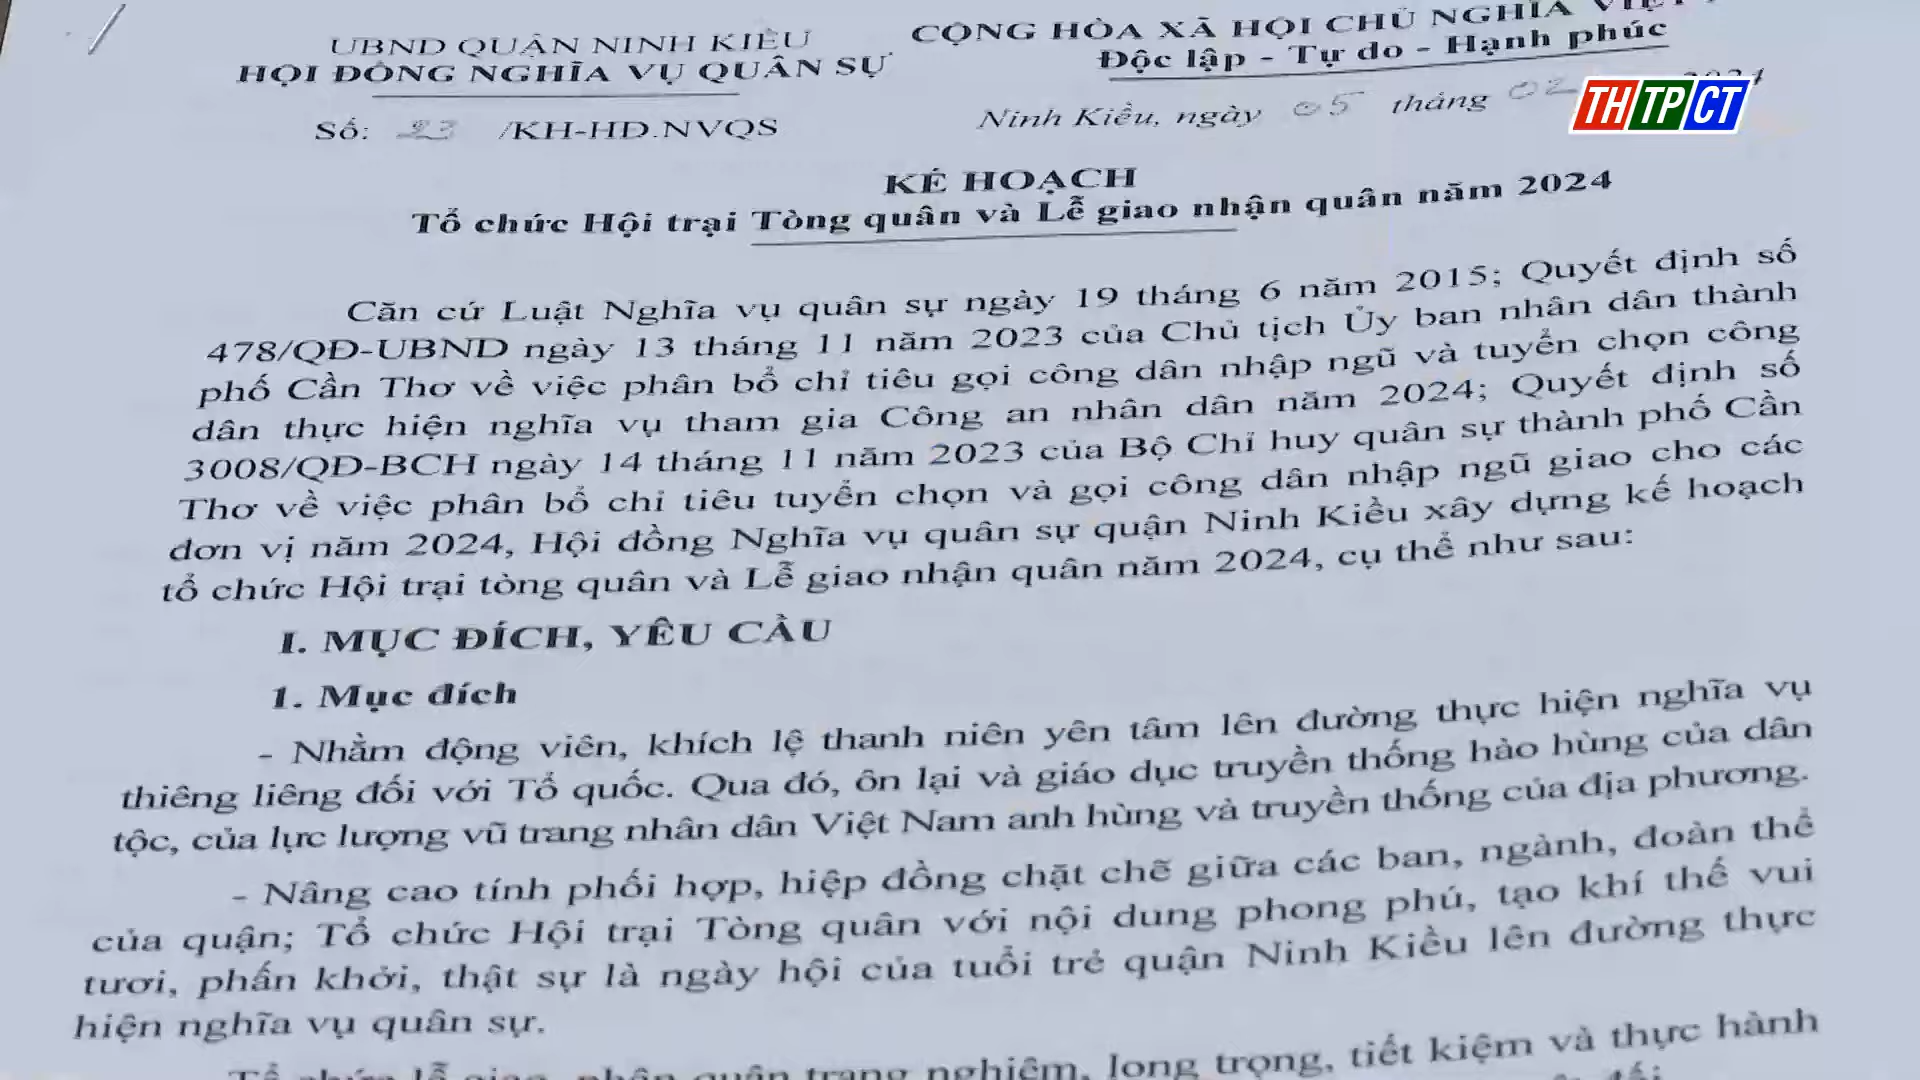 UBND QUẬN NINH KIỀU
HỘI ĐỒNG NGHĨA VỤ QUÂN SỰ
Số: 23 /KH-HĐ.NVQS
CỘNG HÒA XÃ HỘI CHỦ NGHĨA VIỆT
Độc lập - Tự do - Hạnh phúc
Ninh Kiều, ngày 05 tháng 02 2024
THTPCT
KẾ HOẠCH
Tổ chức Hội trại Tòng quân và Lễ giao nhận quân năm 2024
Căn cứ Luật Nghĩa vụ quân sự ngày 19 tháng 6 năm 2015; Quyết định số
478/QĐ-UBND ngày 13 tháng 11 năm 2023 của Chủ tịch Ủy ban nhân dân thành
phố Cần Thơ về việc phân bổ chỉ tiêu gọi công dân nhập ngũ và tuyển chọn công
dân thực hiện nghĩa vụ tham gia Công an nhân dân năm 2024; Quyết định số
3008/QĐ-BCH ngày 14 tháng 11 năm 2023 của Bộ Chỉ huy quân sự thành phố Cần
Thơ về việc phân bổ chỉ tiêu tuyển chọn và gọi công dân nhập ngũ giao cho các
đơn vị năm 2024, Hội đồng Nghĩa vụ quân sự quận Ninh Kiều xây dựng kế hoạch
tổ chức Hội trại tòng quân và Lễ giao nhận quân năm 2024, cụ thể như sau:
I. MỤC ĐÍCH, YÊU CẦU
1. Mục đích
- Nhằm động viên, khích lệ thanh niên yên tâm lên đường thực hiện nghĩa vụ
thiêng liêng đối với Tổ quốc. Qua đó, ôn lại và giáo dục truyền thống hào hùng của dân
tộc, của lực lượng vũ trang nhân dân Việt Nam anh hùng và truyền thống của địa phương.
- Nâng cao tính phối hợp, hiệp đồng chặt chẽ giữa các ban, ngành, đoàn thể
của quận; Tổ chức Hội trại Tòng quân với nội dung phong phú, tạo khí thế vui
tươi, phấn khởi, thật sự là ngày hội của tuổi trẻ quận Ninh Kiều lên đường thực
hiện nghĩa vụ quân sự.
Tổ chức lễ giao, nhận quân trang nghiêm, long trọng, tiết kiệm và thực hành